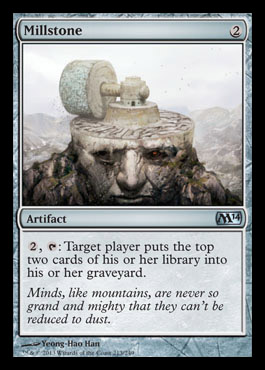 Millstone 2
Artifact M14
2, T: Target player puts the top
two cards of his or her library into
his or her graveyard.
Minds, like mountains, are never so
grand and mighty that they can't be
reduced to dust.
Yeong-Hao Han
™ & © 2013 Wizards of the Coast 213/249